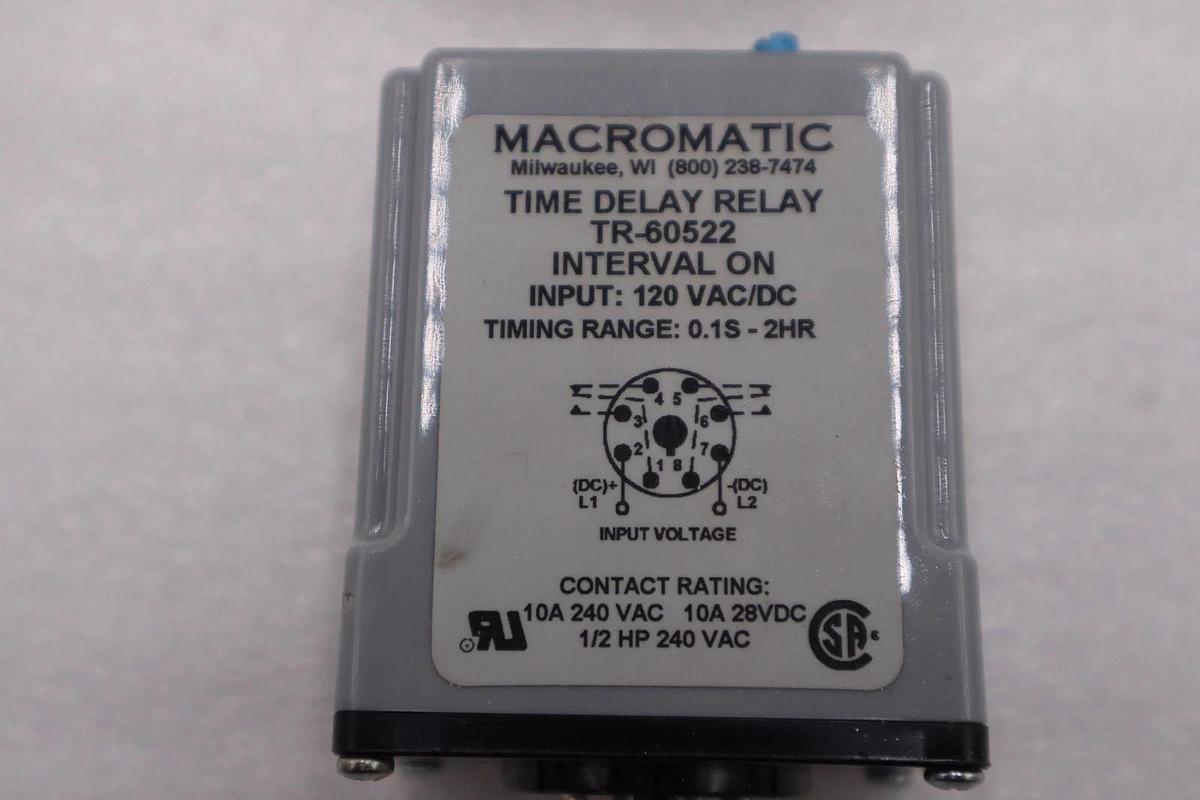 MACROMATIC
Milwaukee, WI (800) 238-7474
TIME DELAY RELAY
TR-60522
INTERVAL ON
INPUT: 120 VAC/DC
TIMING RANGE: 0.1S - 2HR
4 5
3 6
2 7
1 8
(DC)+ -(DC)
L1 L2
INPUT VOLTAGE
CONTACT RATING:
10A 240 VAC 10A 28VDC
1/2 HP 240 VAC
RU
SA